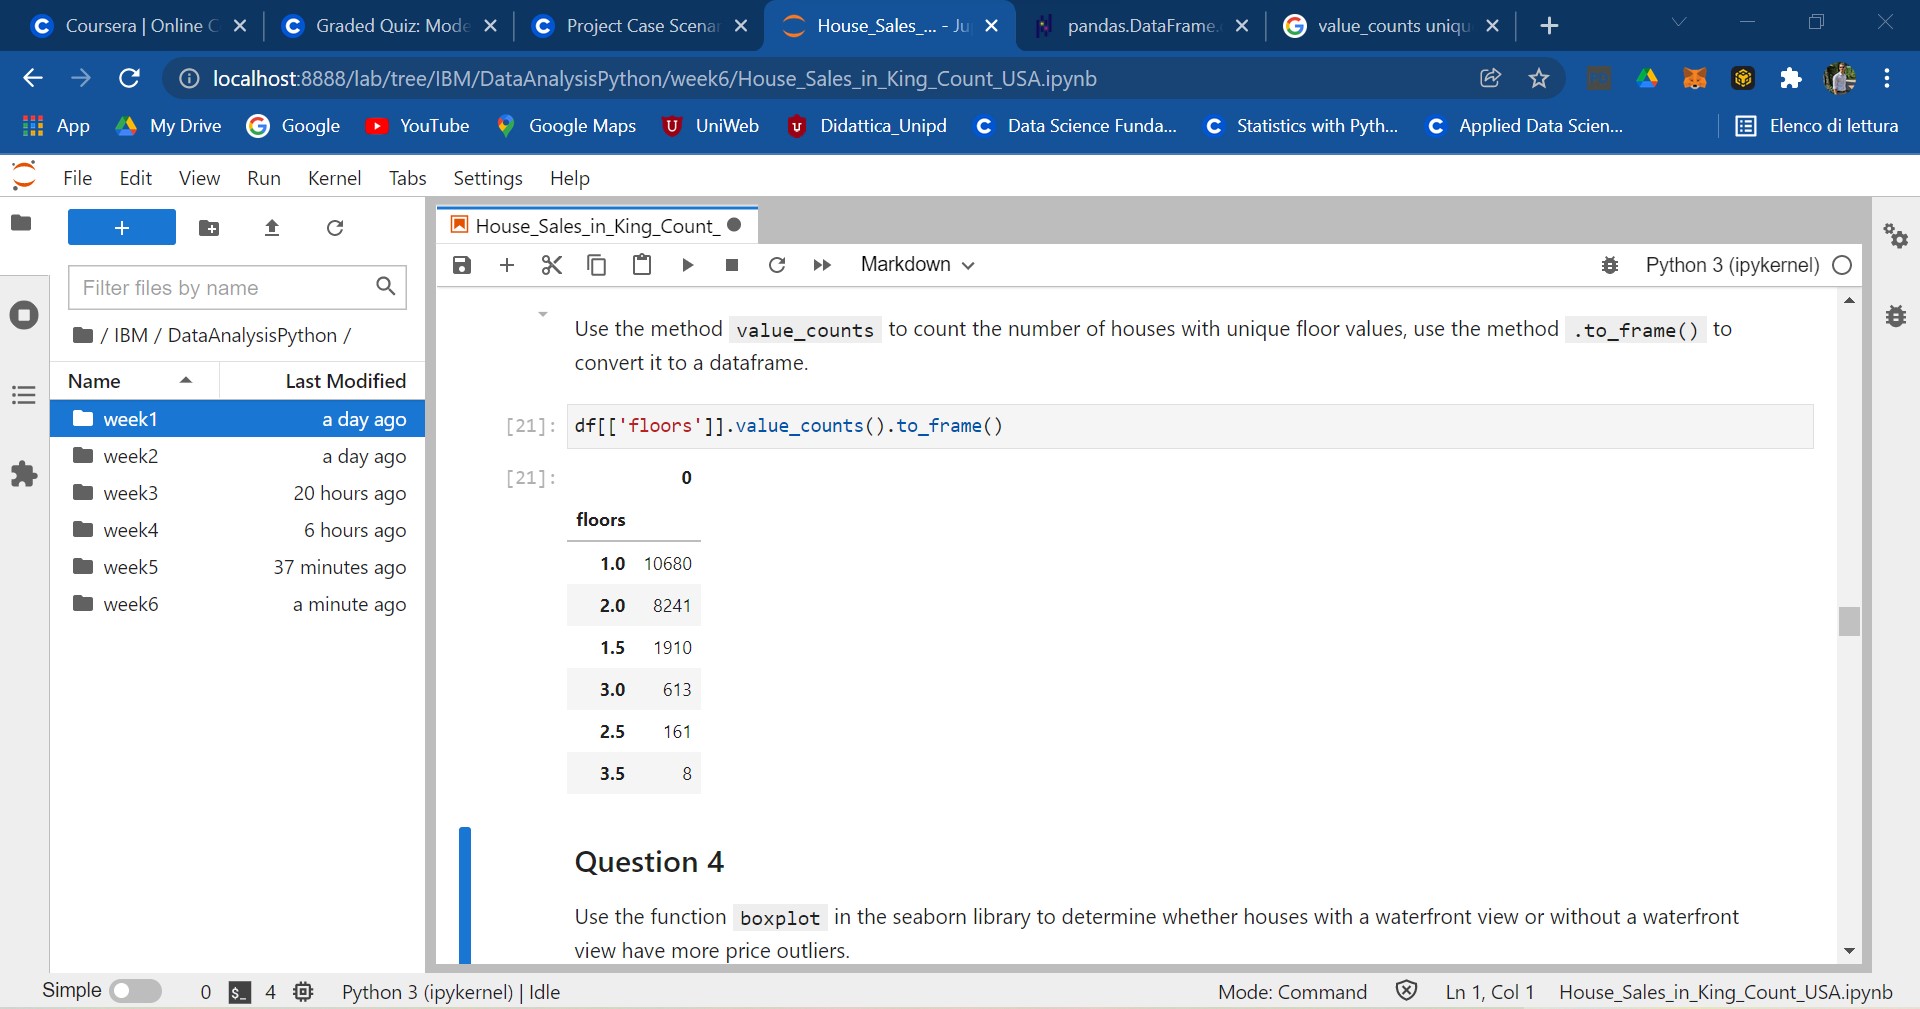 Coursera | Online C
Graded Quiz: Mode
Project Case Scenar
House_Sales_... - Ju
pandas.DataFrame.
value_counts uniqu
localhost:8888/lab/tree/IBM/DataAnalysisPython/week6/House_Sales_in_King_Count_USA.ipynb
App
My Drive
Google
YouTube
Google Maps
UniWeb
Didattica_Unipd
Data Science Funda...
Statistics with Pyth...
Applied Data Scien...
Elenco di lettura
File Edit View Run Kernel Tabs Settings Help
Filter files by name
/ IBM / DataAnalysisPython /
Name Last Modified
week1 a day ago
week2 a day ago
week3 20 hours ago
week4 6 hours ago
week5 37 minutes ago
week6 a minute ago
House_Sales_in_King_Count_
Markdown
Python 3 (ipykernel)
Use the method value_counts to count the number of houses with unique floor values, use the method .to_frame() to
convert it to a dataframe.
[21]: df[['floors']].value_counts().to_frame()
[21]: 0
floors
1.0 10680
2.0 8241
1.5 1910
3.0 613
2.5 161
3.5 8
Question 4
Use the function boxplot in the seaborn library to determine whether houses with a waterfront view or without a waterfront
view have more price outliers.
Simple 0 $_ 4 Python 3 (ipykernel) | Idle Mode: Command Ln 1, Col 1 House_Sales_in_King_Count_USA.ipynb